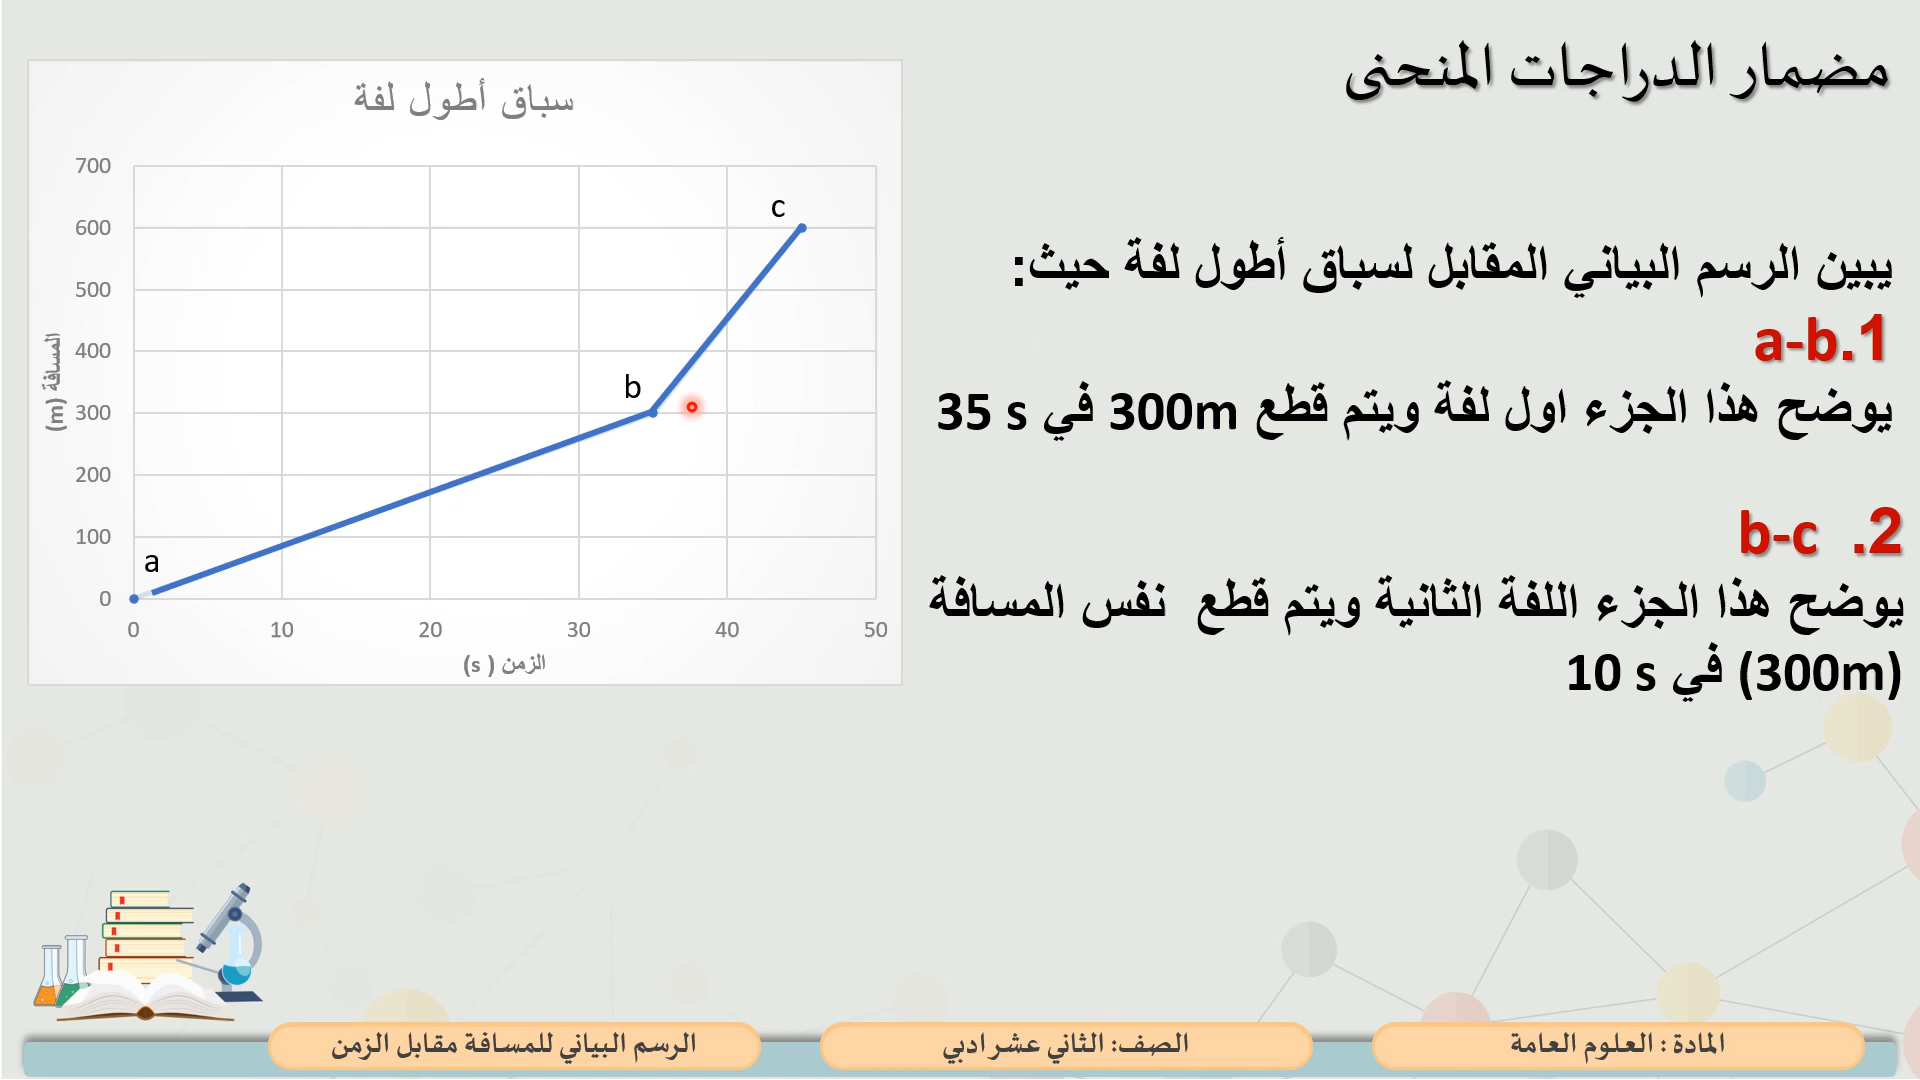 مضمار الدراجات المنحنى
سباق أطول لفة
700
600
500
400
300
200
100
0
المسافة (m)
a
b
c
0 10 20 30 40 50
الزمن ( s)
يبين الرسم البياني المقابل لسباق أطول لفة حيث:
1.a-b
يوضح هذا الجزء اول لفة ويتم قطع 300m في 35 s
2. b-c
يوضح هذا الجزء اللفة الثانية ويتم قطع نفس المسافة
(300m) في 10 s
المادة : العلوم العامة
الصف: الثاني عشر ادبي
الرسم البياني للمسافة مقابل الزمن